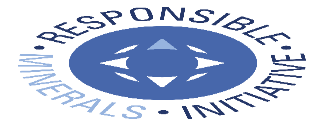 • RESPONSIBLE •
MINERALS • INITIATIVE